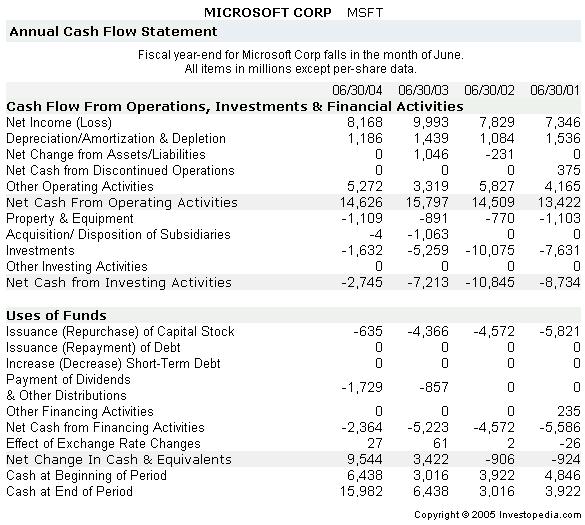 MICROSOFT CORP MSFT
Annual Cash Flow Statement
Fiscal year-end for Microsoft Corp falls in the month of June.
All items in millions except per-share data.
06/30/04 06/30/03 06/30/02 06/30/01
Cash Flow From Operations, Investments & Financial Activities
Net Income (Loss) 8,168 9,993 7,829 7,346
Depreciation/Amortization & Depletion 1,186 1,439 1,084 1,536
Net Change from Assets/Liabilities 0 1,046 -231 0
Net Cash from Discontinued Operations 0 0 0 375
Other Operating Activities 5,272 3,319 5,827 4,165
Net Cash From Operating Activities 14,626 15,797 14,509 13,422
Property & Equipment -1,109 -891 -770 -1,103
Acquisition/ Disposition of Subsidiaries -4 -1,063 0 0
Investments -1,632 -5,259 -10,075 -7,631
Other Investing Activities 0 0 0 0
Net Cash from Investing Activities -2,745 -7,213 -10,845 -8,734
Uses of Funds
Issuance (Repurchase) of Capital Stock -635 -4,366 -4,572 -5,821
Issuance (Repayment) of Debt 0 0 0 0
Increase (Decrease) Short-Term Debt 0 0 0 0
Payment of Dividends
& Other Distributions -1,729 -857 0 0
Other Financing Activities 0 0 0 235
Net Cash from Financing Activities -2,364 -5,223 -4,572 -5,586
Effect of Exchange Rate Changes 27 61 2 -26
Net Change In Cash & Equivalents 9,544 3,422 -906 -924
Cash at Beginning of Period 6,438 3,016 3,922 4,846
Cash at End of Period 15,982 6,438 3,016 3,922
Copyright © 2005 Investopedia.com